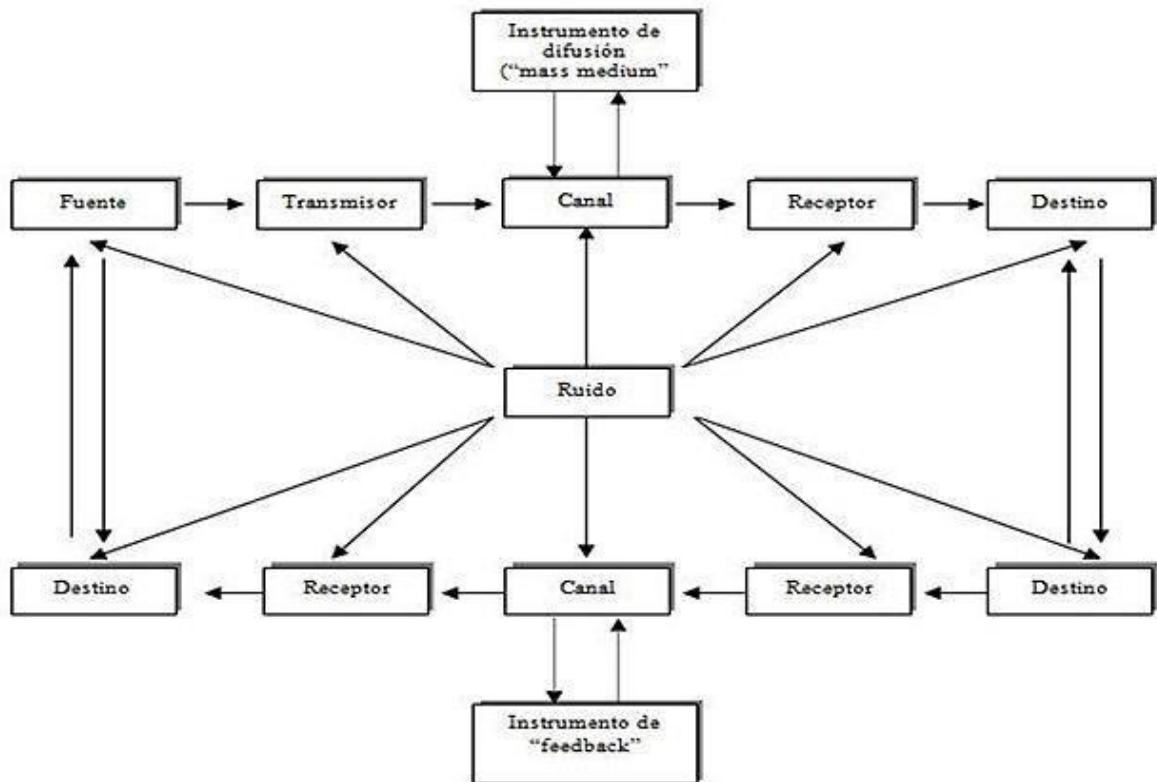 Instrumento de
difusión
(“mass medium”
Fuente
Transmisor
Canal
Receptor
Destino
Ruido
Destino
Receptor
Canal
Receptor
Destino
Instrumento de
“feedback”